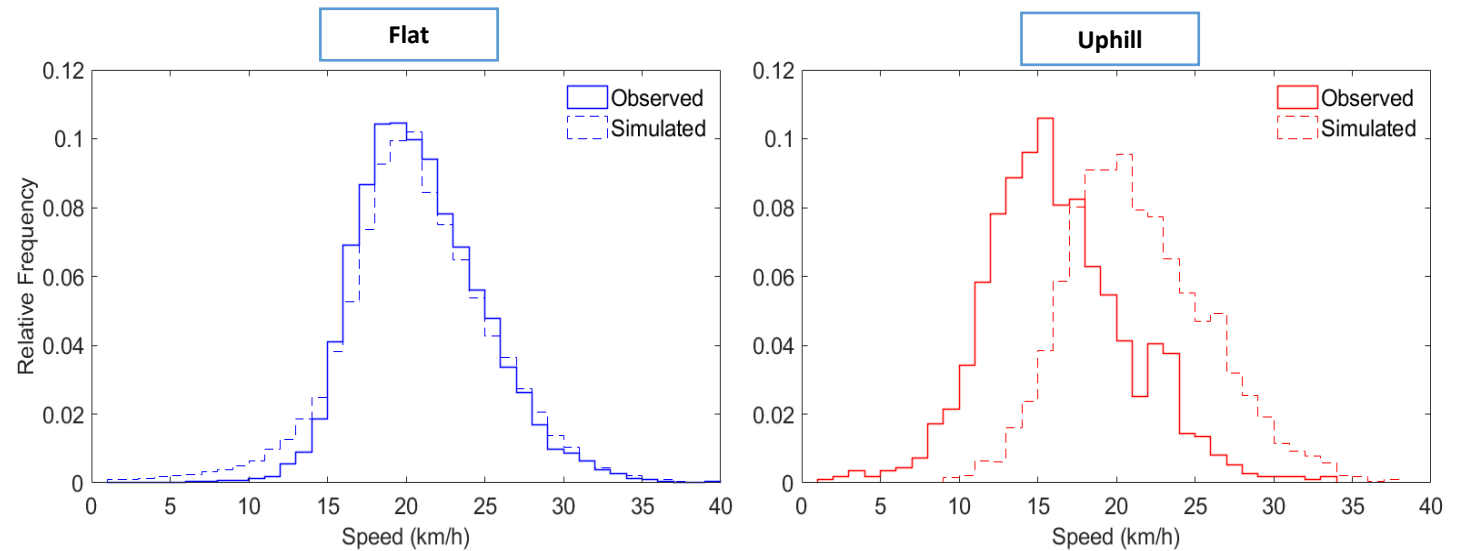 Flat
Uphill
0.12
0.1
0.08
0.06
0.04
0.02
0
Relative Frequency
Observed
Simulated
0 5 10 15 20 25 30 35 40
Speed (km/h)
0.12
0.1
0.08
0.06
0.04
0.02
0
Observed
Simulated
0 5 10 15 20 25 30 35 40
Speed (km/h)